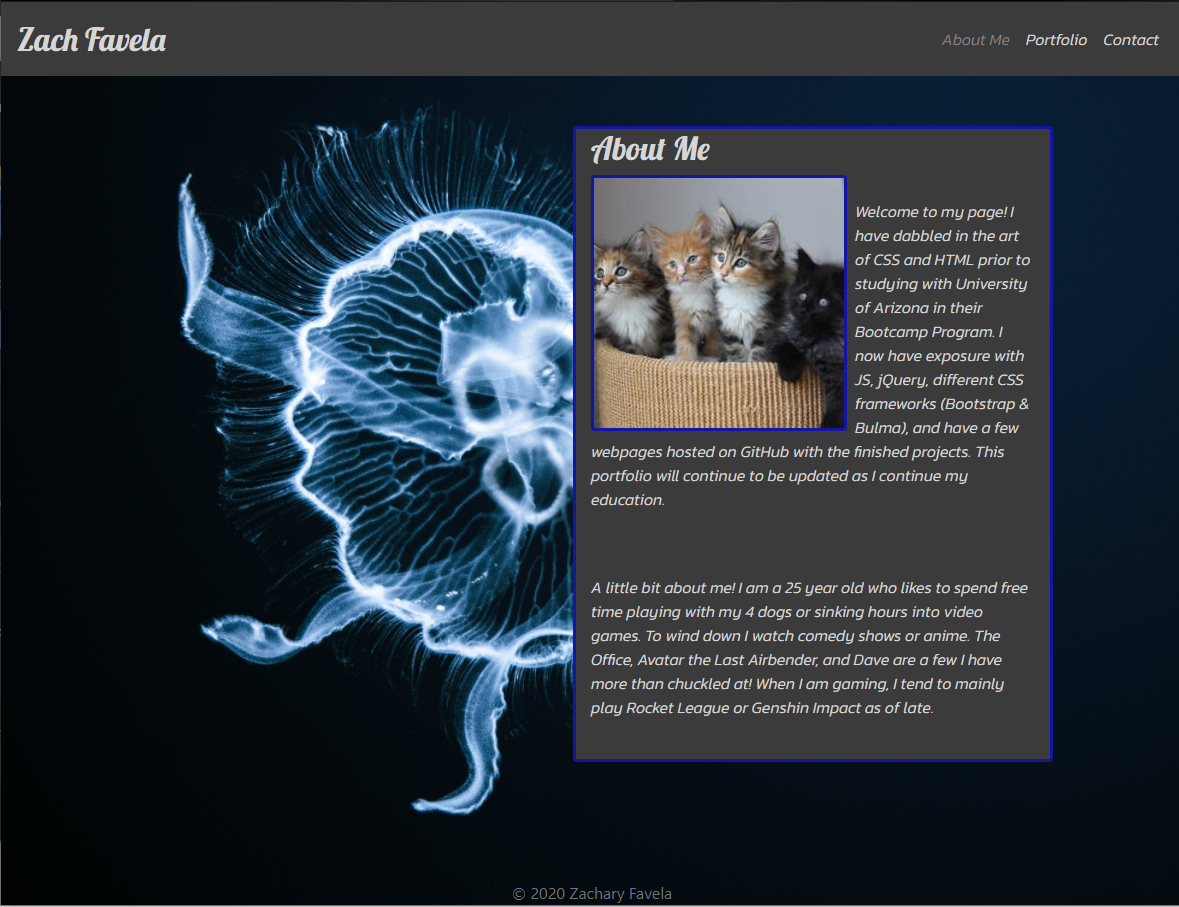 Zach Favela
About Me Portfolio Contact
About Me
Welcome to my page! I
have dabbled in the art
of CSS and HTML prior to
studying with University
of Arizona in their
Bootcamp Program. I
now have exposure with
JS, jQuery, different CSS
frameworks (Bootstrap &
Bulma), and have a few
webpages hosted on GitHub with the finished projects. This
portfolio will continue to be updated as I continue my
education.
A little bit about me! I am a 25 year old who likes to spend free
time playing with my 4 dogs or sinking hours into video
games. To wind down I watch comedy shows or anime. The
Office, Avatar the Last Airbender, and Dave are a few I have
more than chuckled at! When I am gaming, I tend to mainly
play Rocket League or Genshin Impact as of late.
© 2020 Zachary Favela